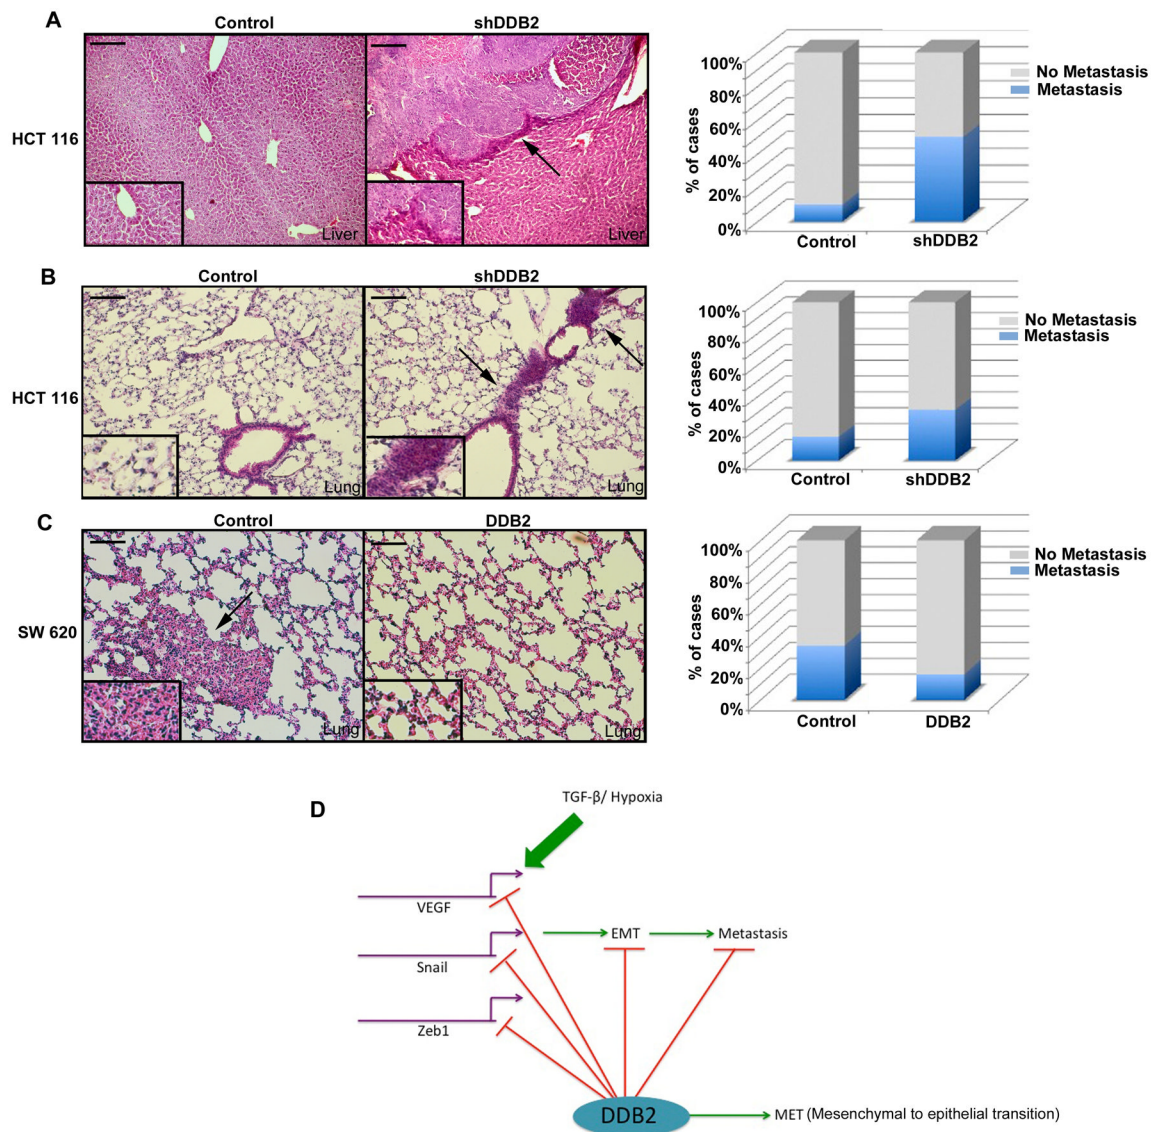 A
Control
shDDB2
HCT 116
Liver
Liver
100%
80%
60%
40%
20%
0%
% of cases
No Metastasis
Metastasis
Control
shDDB2
B
Control
shDDB2
HCT 116
Lung
Lung
100%
80%
60%
40%
20%
0%
% of cases
No Metastasis
Metastasis
Control
shDDB2
C
Control
DDB2
SW 620
Lung
Lung
100%
80%
60%
40%
20%
0%
% of cases
No Metastasis
Metastasis
Control
DDB2
D
TGF-β/ Hypoxia
VEGF
EMT
Metastasis
Snail
Zeb1
DDB2
MET (Mesenchymal to epithelial transition)